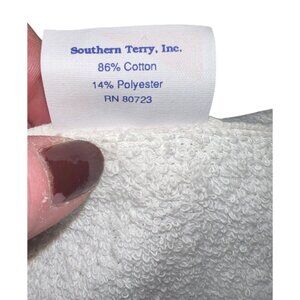 Southern Terry, Inc.
86% Cotton
14% Polyester
RN 80723